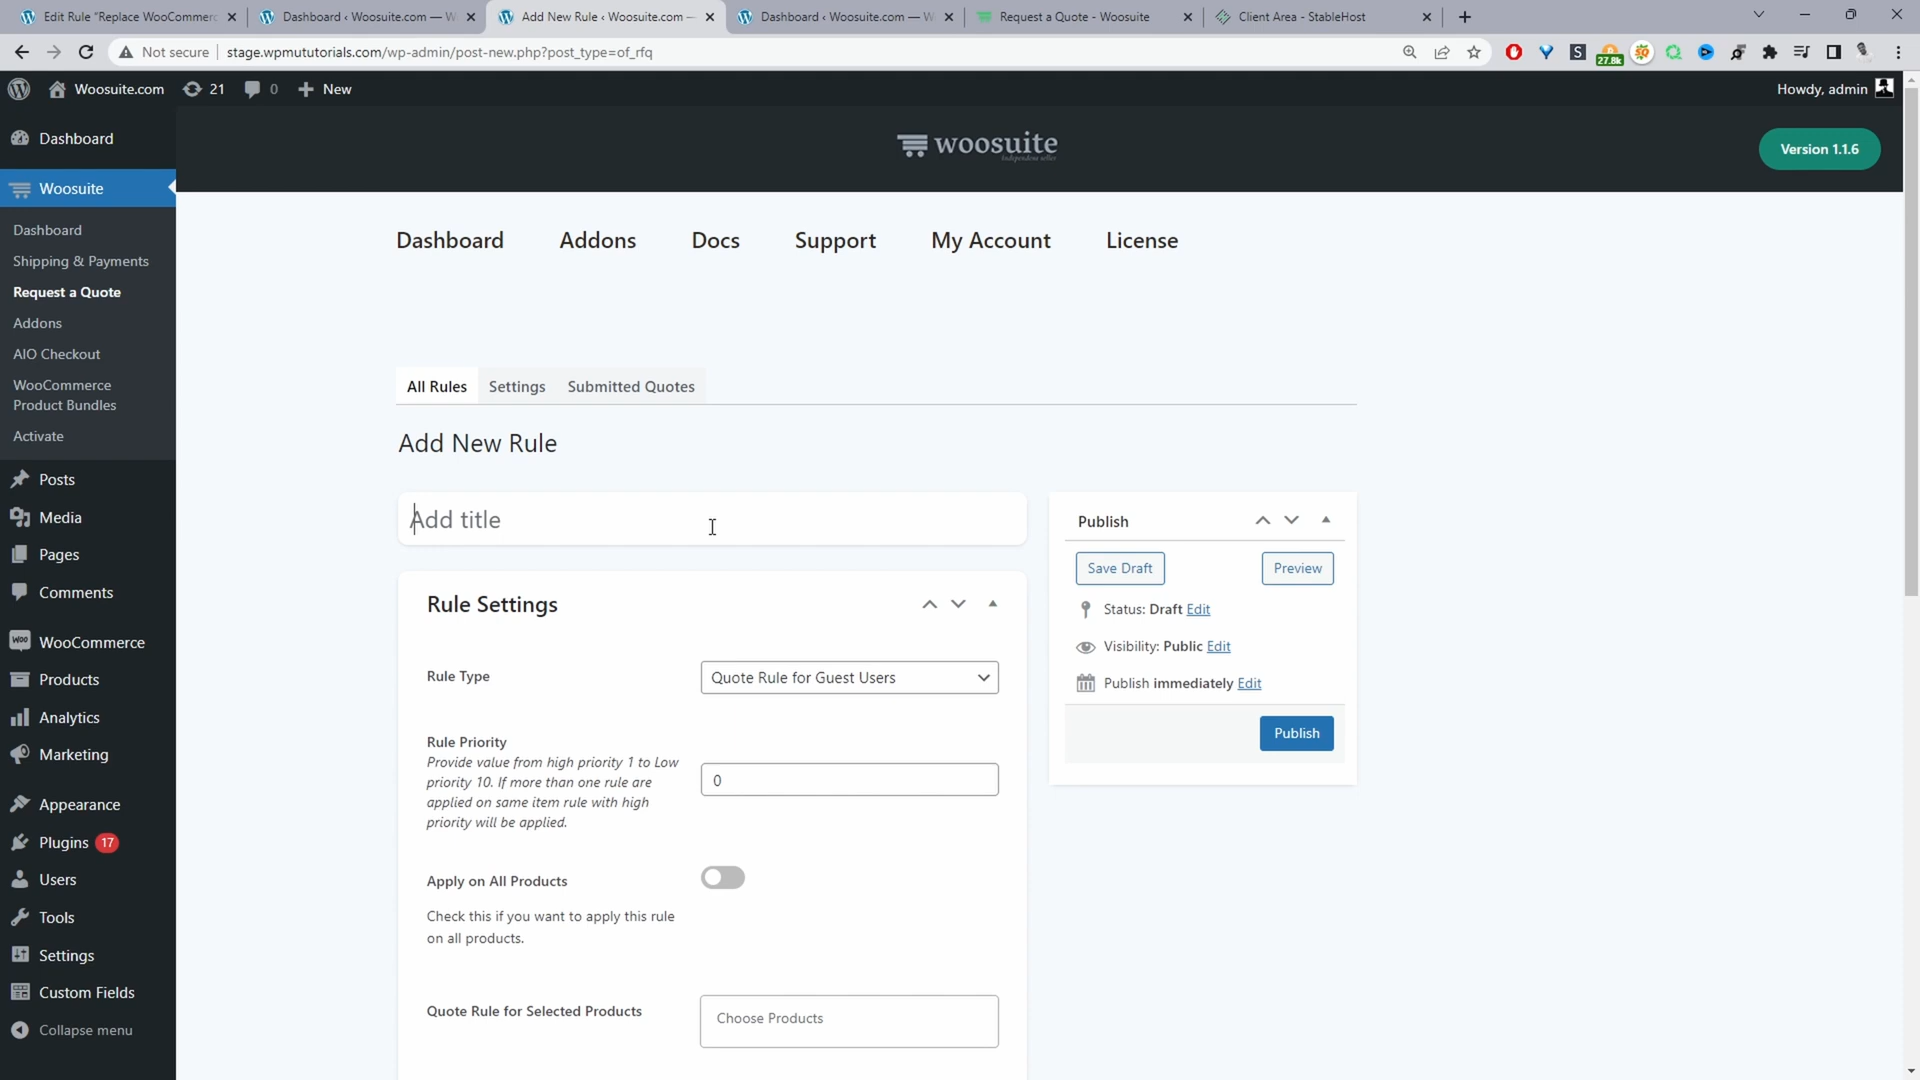 Edit Rule "Replace WooCommerc
Dashboard ‹ Woosuite.com — W
Add New Rule ‹ Woosuite.com —
Dashboard ‹ Woosuite.com — W
Request a Quote - Woosuite
Client Area - StableHost
Not secure
stage.wpmututorials.com/wp-admin/post-new.php?post_type=of_rfq
27.8k
Woosuite.com
21
0
New
Howdy, admin
Dashboard
Woosuite
Dashboard
Shipping & Payments
Request a Quote
Addons
AIO Checkout
WooCommerce
Product Bundles
Activate
Posts
Media
Pages
Comments
WooCommerce
Products
Analytics
Marketing
Appearance
Plugins 17
Users
Tools
Settings
Custom Fields
Collapse menu
woosuite
Independent seller
Version 1.1.6
Dashboard
Addons
Docs
Support
My Account
License
All Rules
Settings
Submitted Quotes
Add New Rule
Add title
Rule Settings
Rule Type
Quote Rule for Guest Users
Rule Priority
Provide value from high priority 1 to Low
priority 10. If more than one rule are
applied on same item rule with high
priority will be applied.
0
Apply on All Products
Check this if you want to apply this rule
on all products.
Quote Rule for Selected Products
Choose Products
Publish
Save Draft
Preview
Status: Draft Edit
Visibility: Public Edit
Publish immediately Edit
Publish